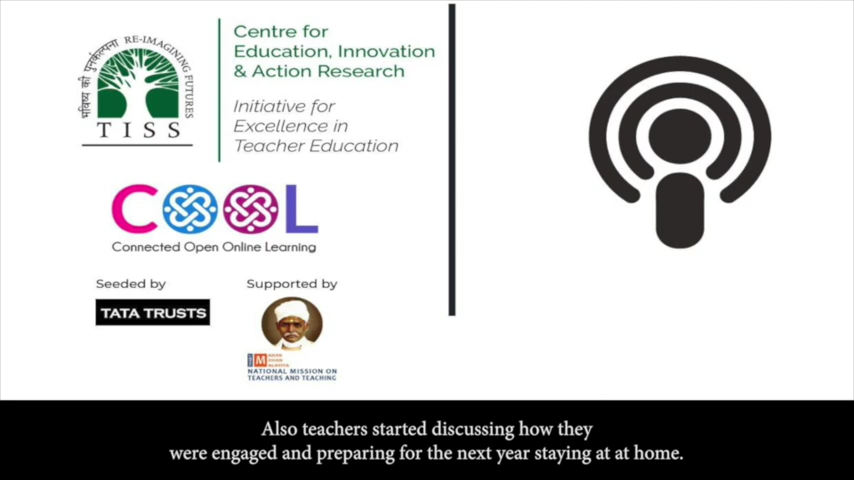 भविष्य की पुनर्कल्पना RE-IMAGINING FUTURES
TISS
Centre for
Education, Innovation
& Action Research
Initiative for
Excellence in
Teacher Education
COOL
Connected Open Online Learning
Seeded by
TATA TRUSTS
Supported by
NATIONAL MISSION ON
TEACHERS AND TEACHING
Also teachers started discussing how they
were engaged and preparing for the next year staying at at home.